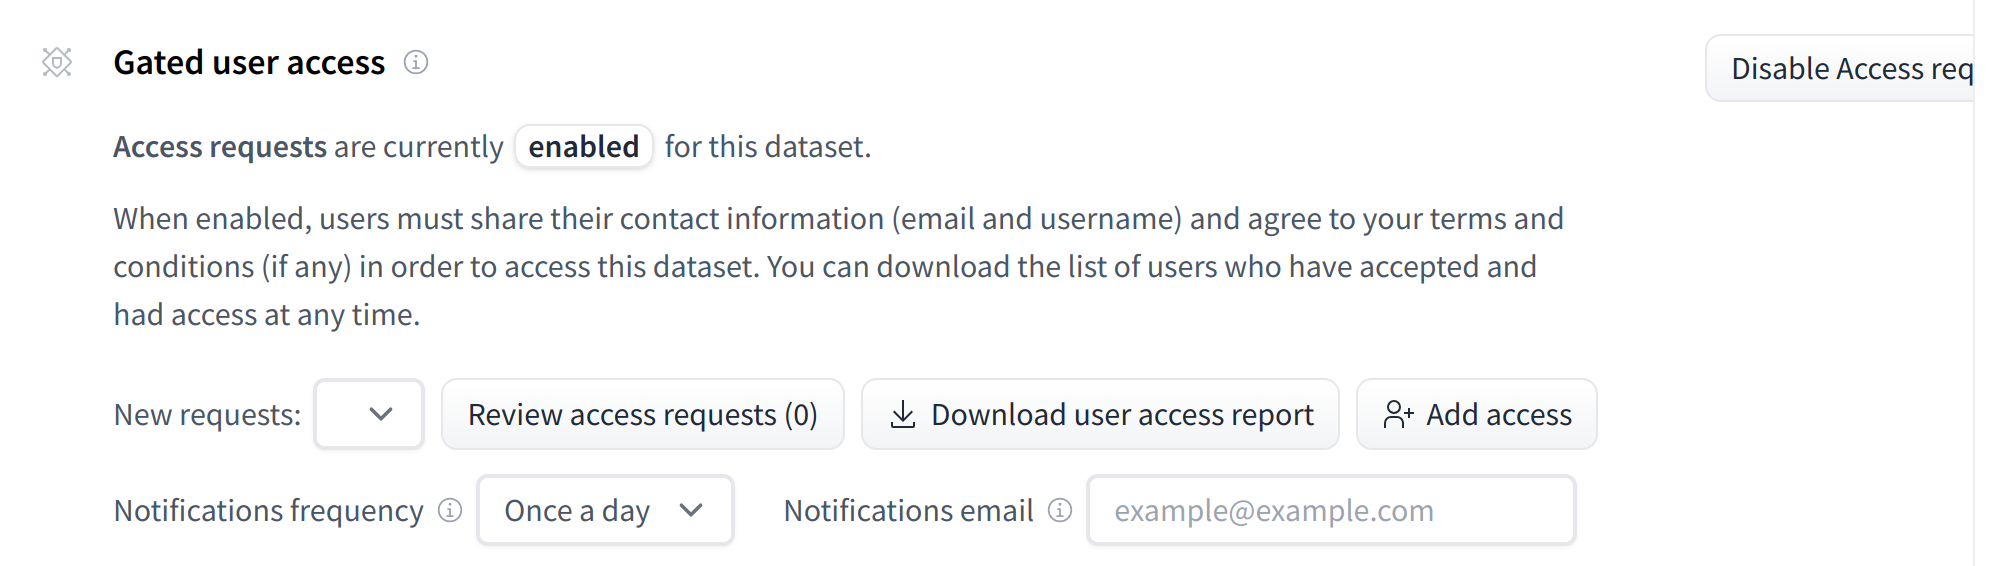 Gated user access
Disable Access req
Access requests are currently enabled for this dataset.
When enabled, users must share their contact information (email and username) and agree to your terms and
conditions (if any) in order to access this dataset. You can download the list of users who have accepted and
had access at any time.
New requests: Review access requests (0) Download user access report Add access
Notifications frequency Once a day Notifications email example@example.com